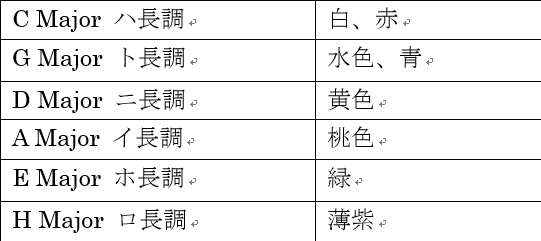 C Major ハ長調 白、赤
G Major ト長調 水色、青
D Major ニ長調 黄色
A Major イ長調 桃色
E Major ホ長調 緑
H Major ロ長調 薄紫